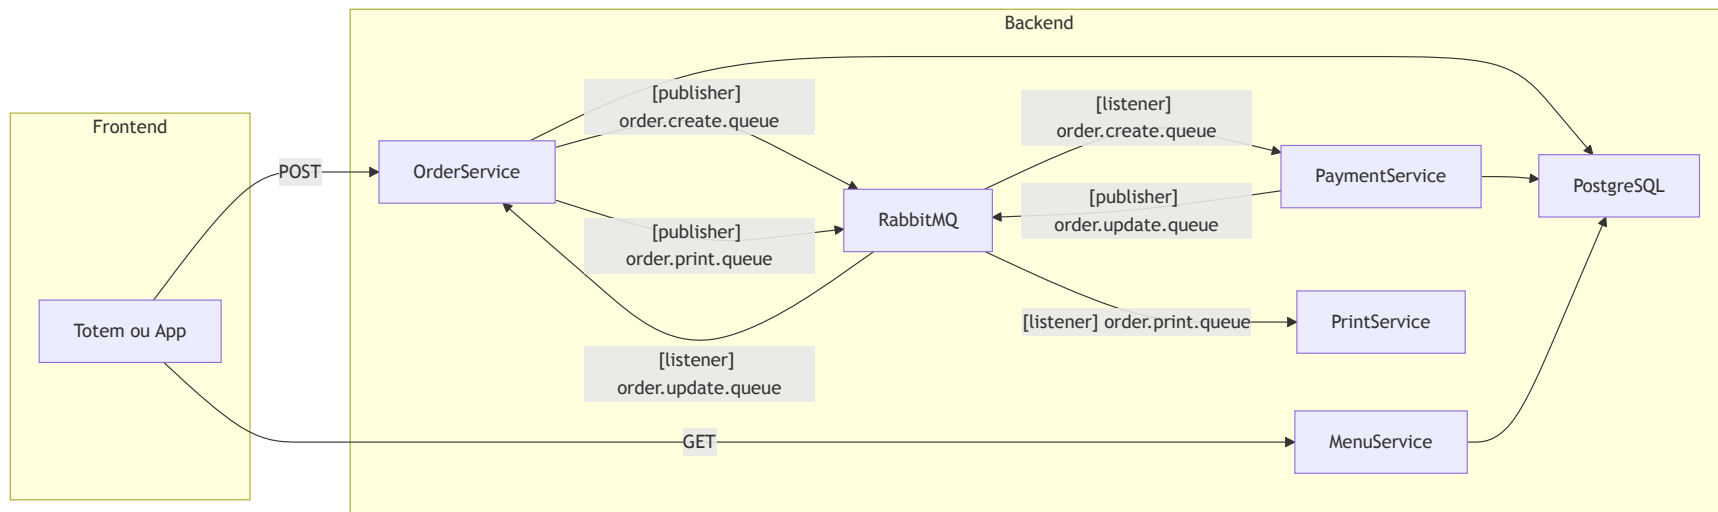 Backend
Frontend
[publisher]
order.create.queue
[listener]
order.create.queue
POST
OrderService
PaymentService
PostgreSQL
[publisher]
order.update.queue
RabbitMQ
[publisher]
order.print.queue
Totem ou App
[listener] order.print.queue
PrintService
[listener]
order.update.queue
GET
MenuService